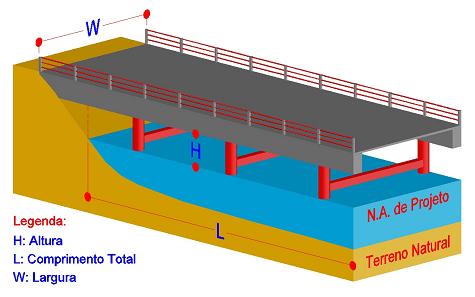 W
H
N.A. de Projeto
L
Terreno Natural
Legenda:
H: Altura
L: Comprimento Total
W: Largura